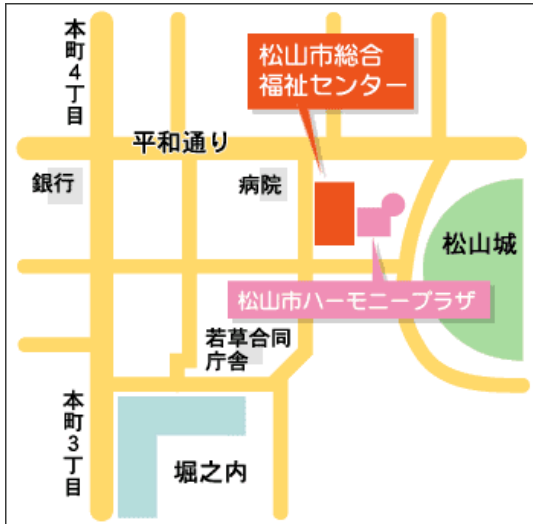 本町4丁目
松山市総合
福祉センター
平和通り
銀行
病院
松山城
松山市ハーモニープラザ
若草合同
庁舎
本町3丁目
堀之内